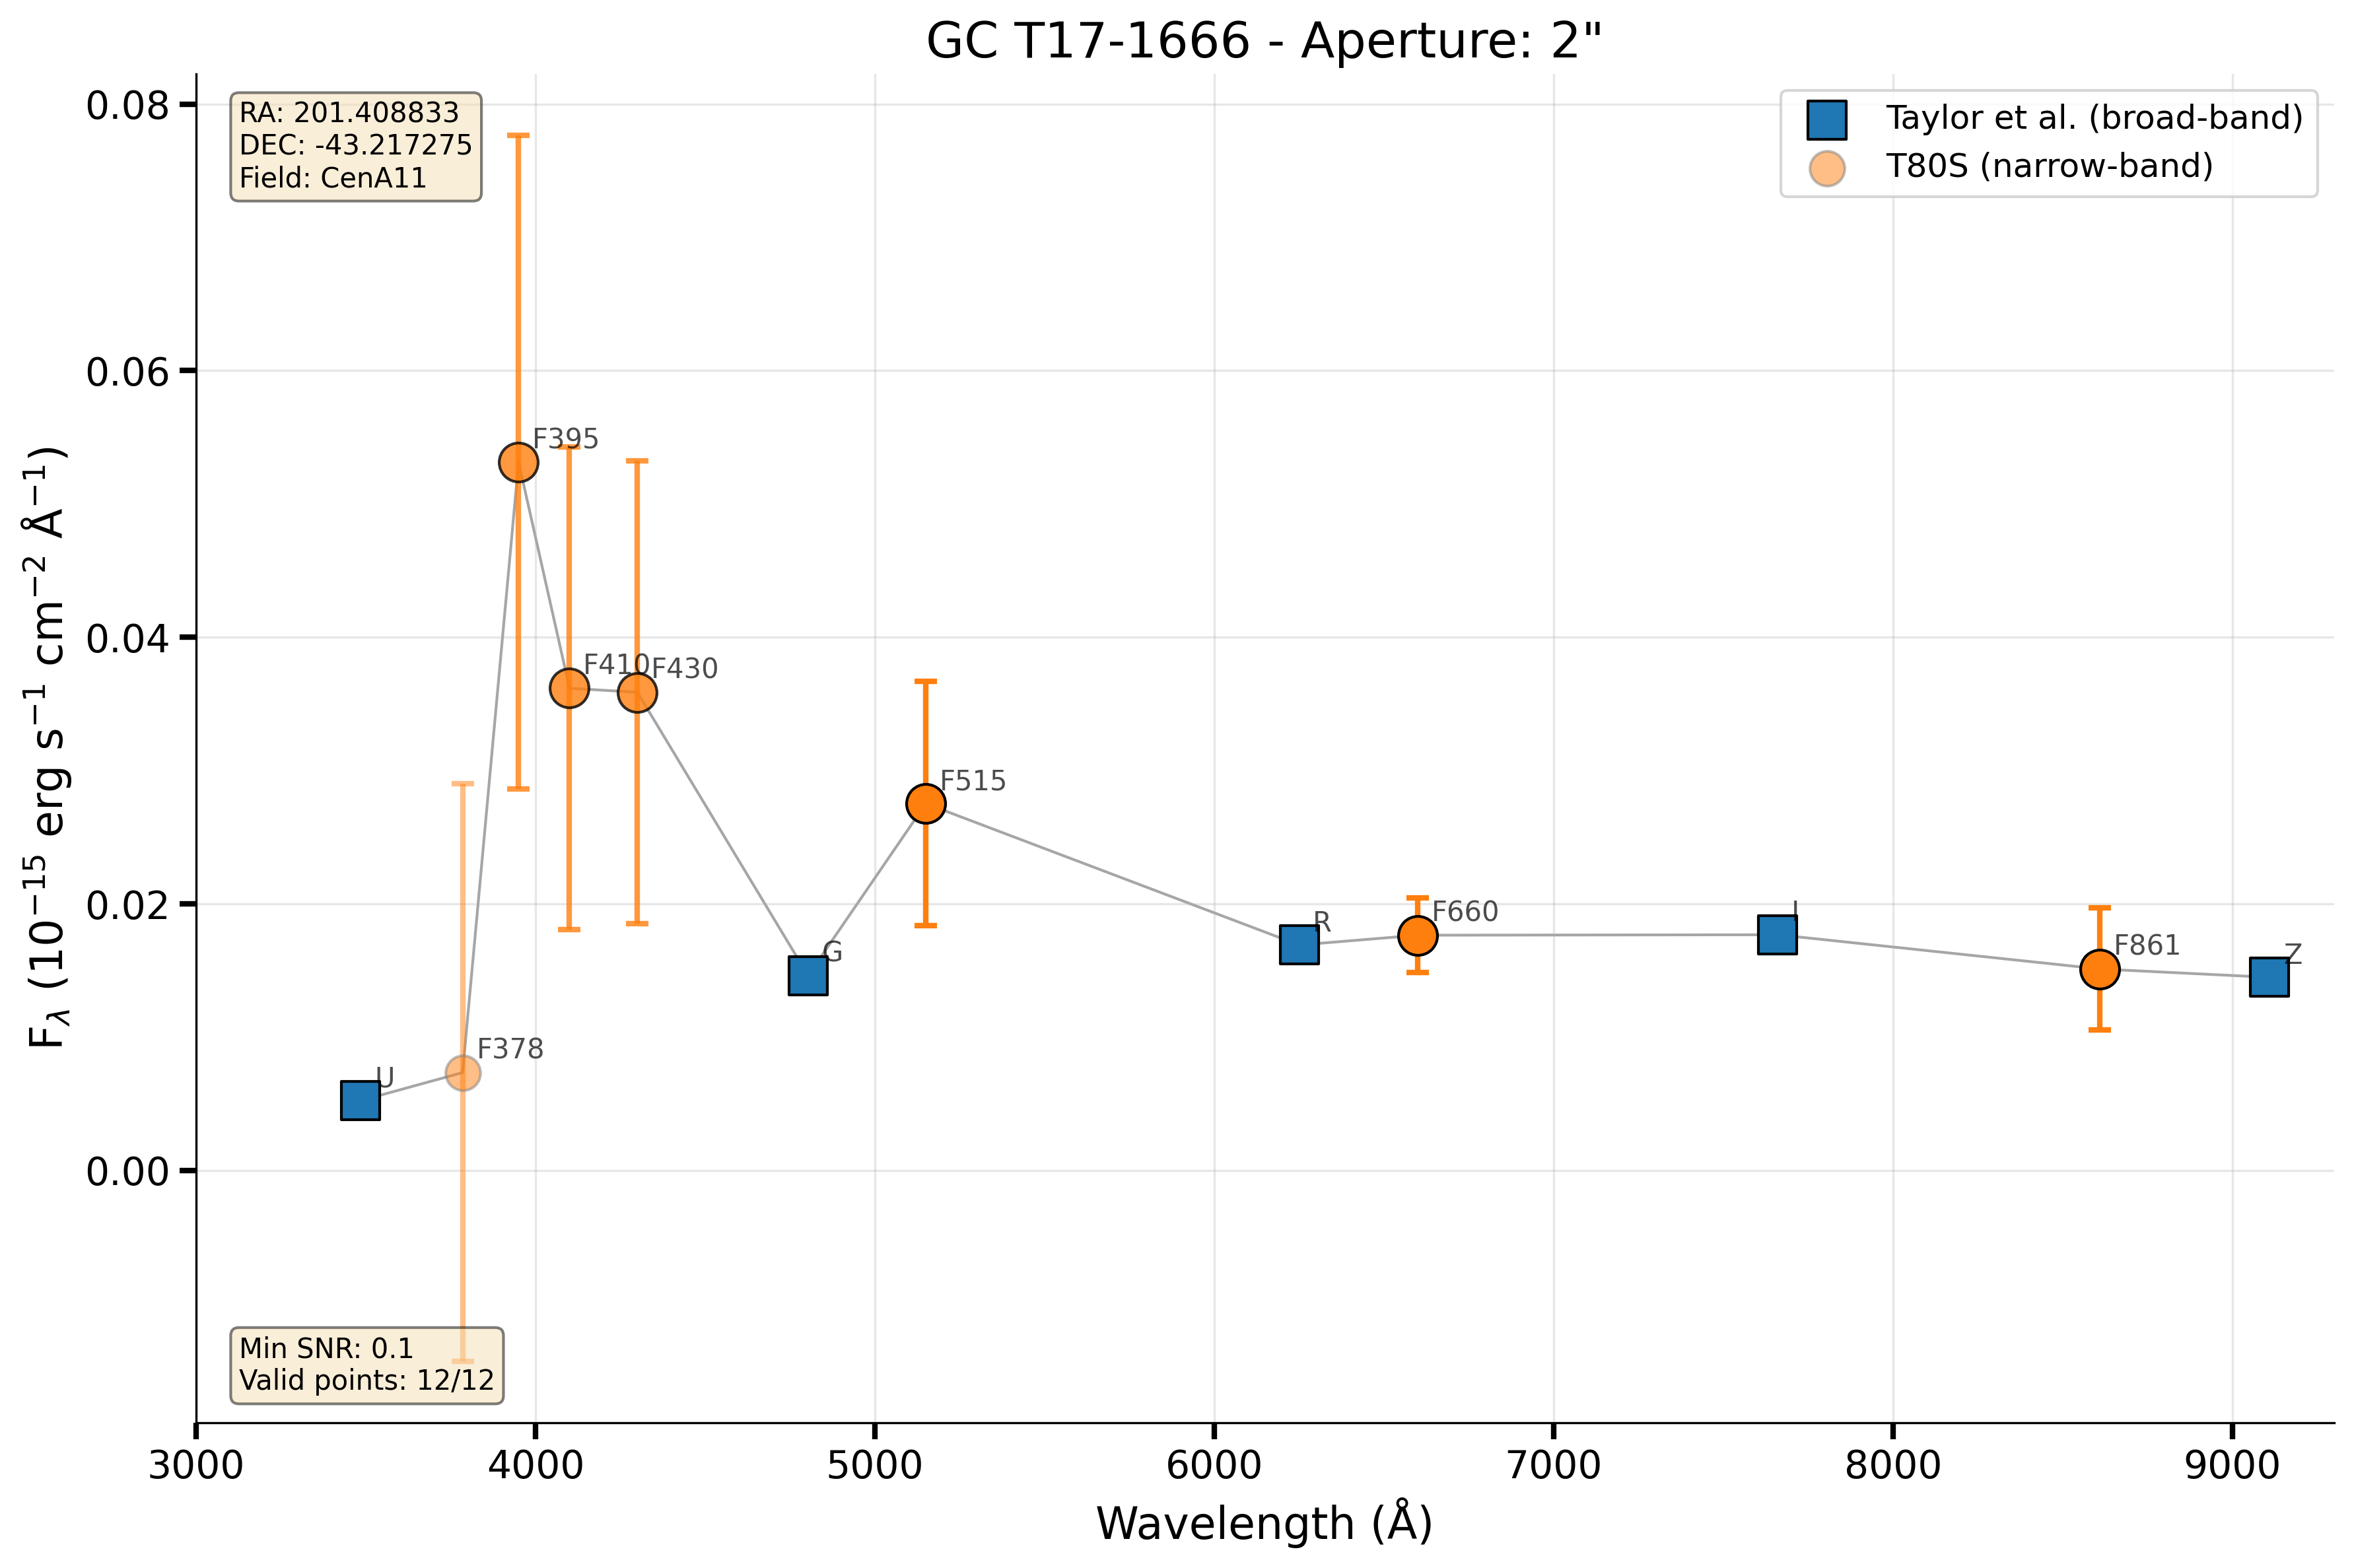 GC T17-1666 - Aperture: 2"
RA: 201.408833
DEC: -43.217275
Field: CenA11
Taylor et al. (broad-band)
T80S (narrow-band)
0.08
0.06
0.04
0.02
0.00
F_λ (10⁻¹⁵ erg s⁻¹ cm⁻² Å⁻¹)
F395
F410
F430
F515
G
R
F660
I
F861
Z
U
F378
Min SNR: 0.1
Valid points: 12/12
3000 4000 5000 6000 7000 8000 9000
Wavelength (Å)